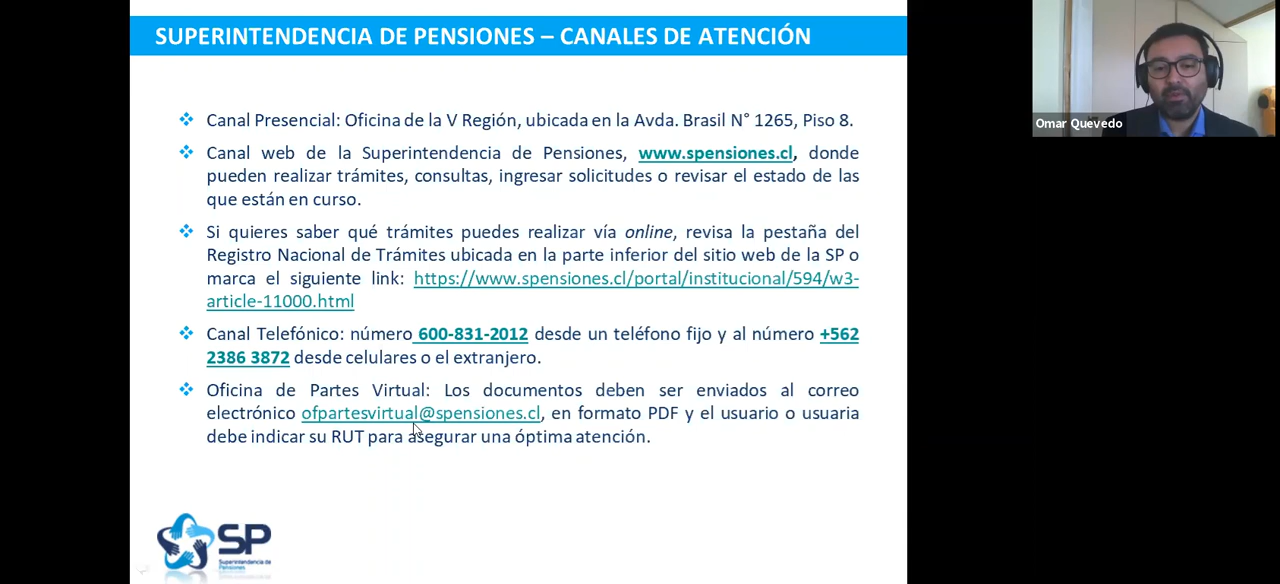 SUPERINTENDENCIA DE PENSIONES – CANALES DE ATENCIÓN
Canal Presencial: Oficina de la V Región, ubicada en la Avda. Brasil N° 1265, Piso 8.
Canal web de la Superintendencia de Pensiones, www.spensiones.cl, donde
pueden realizar trámites, consultas, ingresar solicitudes o revisar el estado de las
que están en curso.
Si quieres saber qué trámites puedes realizar vía online, revisa la pestaña del
Registro Nacional de Trámites ubicada en la parte inferior del sitio web de la SP o
marca el siguiente link: https://www.spensiones.cl/portal/institucional/594/w3-
article-11000.html
Canal Telefónico: número 600-831-2012 desde un teléfono fijo y al número +562
2386 3872 desde celulares o el extranjero.
Oficina de Partes Virtual: Los documentos deben ser enviados al correo
electrónico ofpartesvirtual@spensiones.cl, en formato PDF y el usuario o usuaria
debe indicar su RUT para asegurar una óptima atención.
SP
Superintendencia de
Pensiones
Omar Quevedo